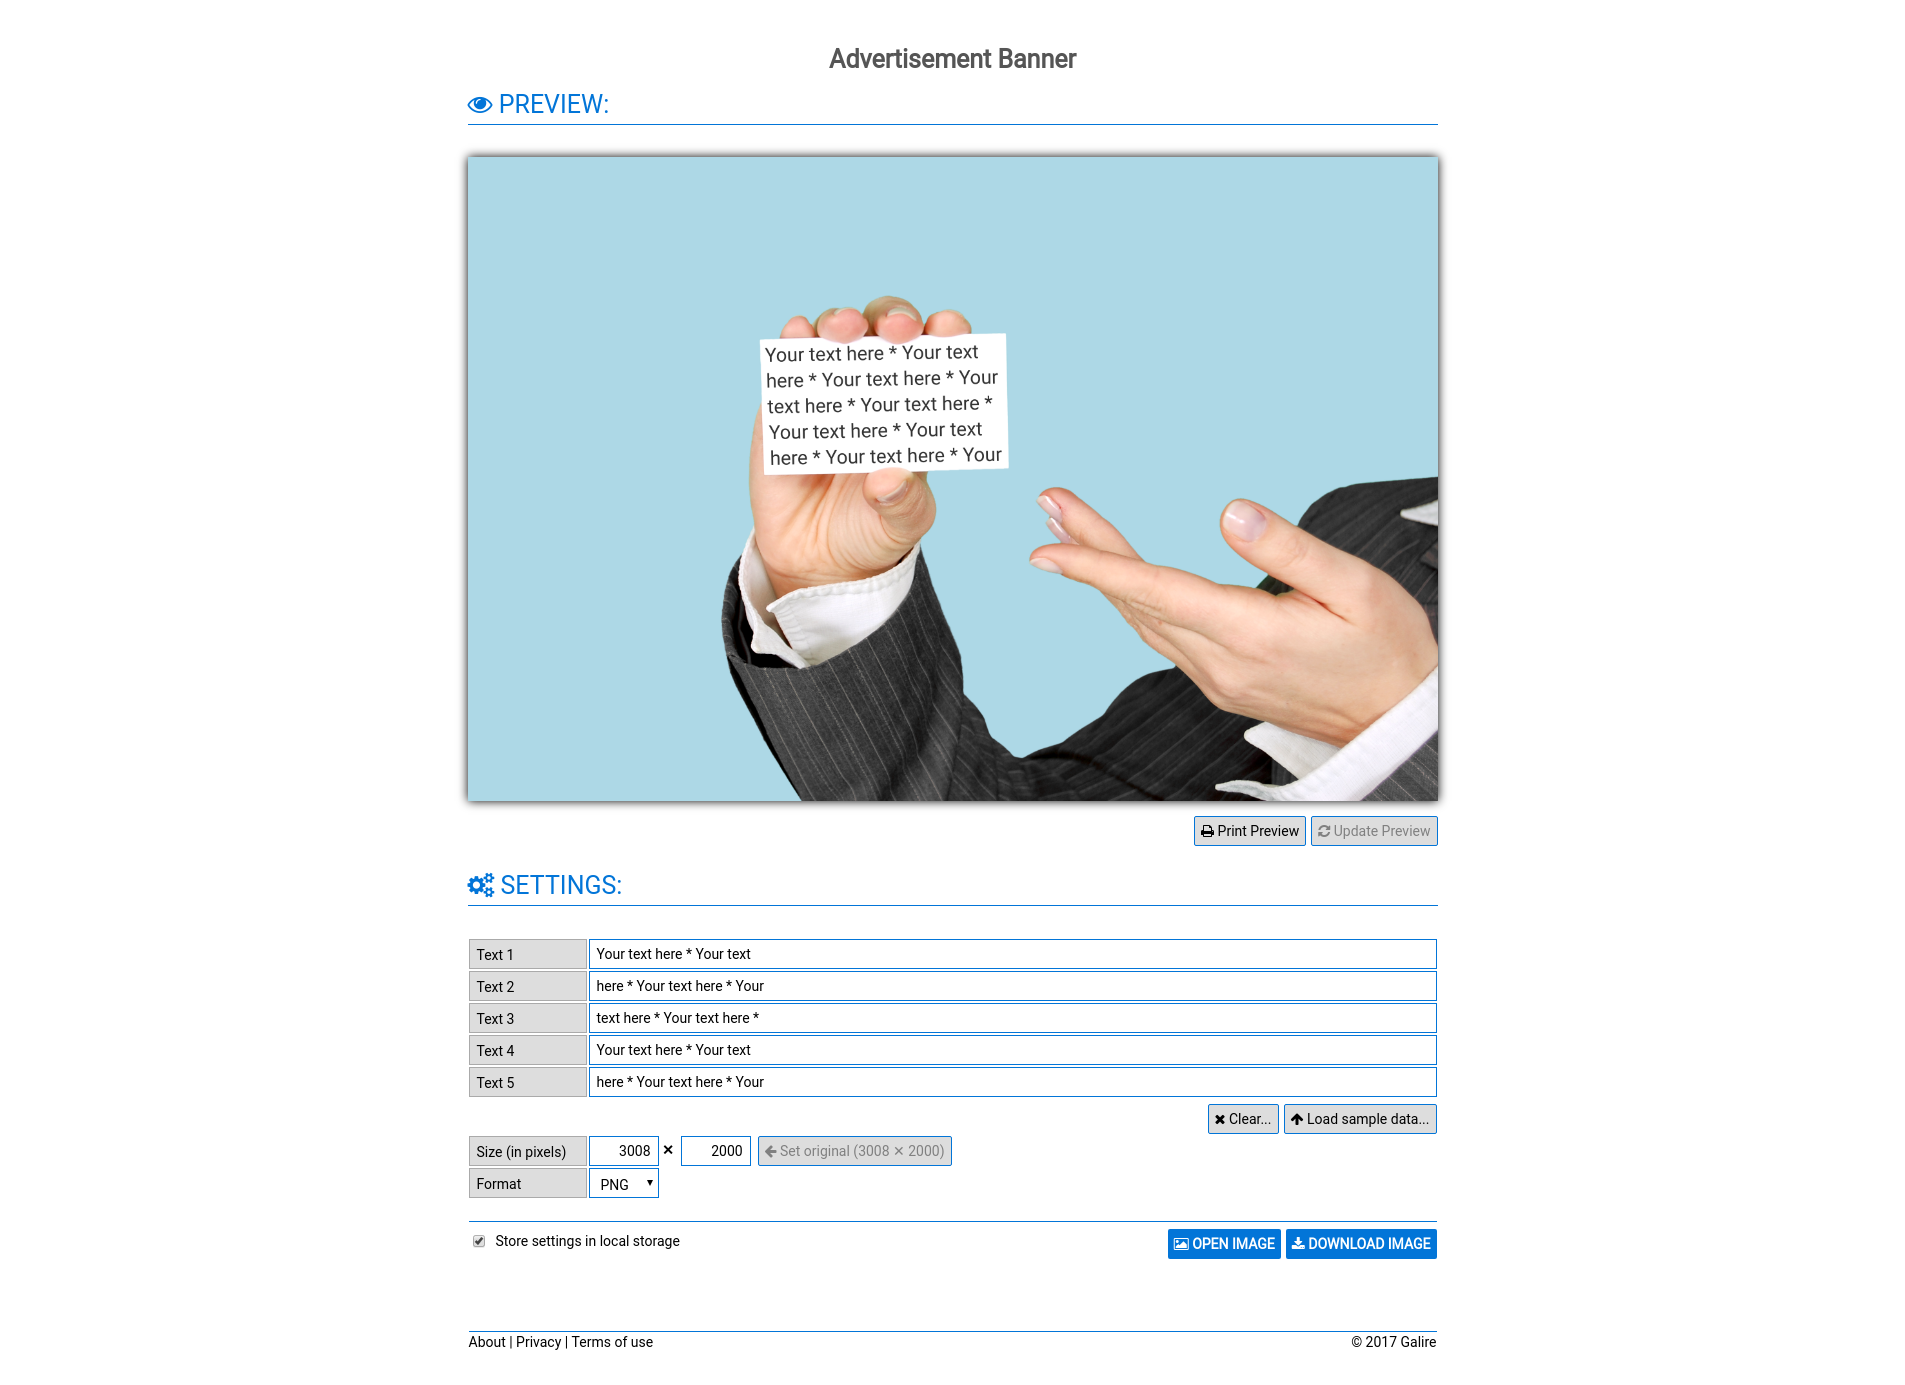 Advertisement Banner
PREVIEW:
Your text here * Your text
here * Your text here * Your
text here * Your text here *
Your text here * Your text
here * Your text here * Your
Print Preview Update Preview
SETTINGS:
Text 1 Your text here * Your text
Text 2 here * Your text here * Your
Text 3 text here * Your text here *
Text 4 Your text here * Your text
Text 5 here * Your text here * Your
Clear... Load sample data...
Size (in pixels) 3008 × 2000 Set original (3008 × 2000)
Format PNG
Store settings in local storage OPEN IMAGE DOWNLOAD IMAGE
About | Privacy | Terms of use © 2017 Galire